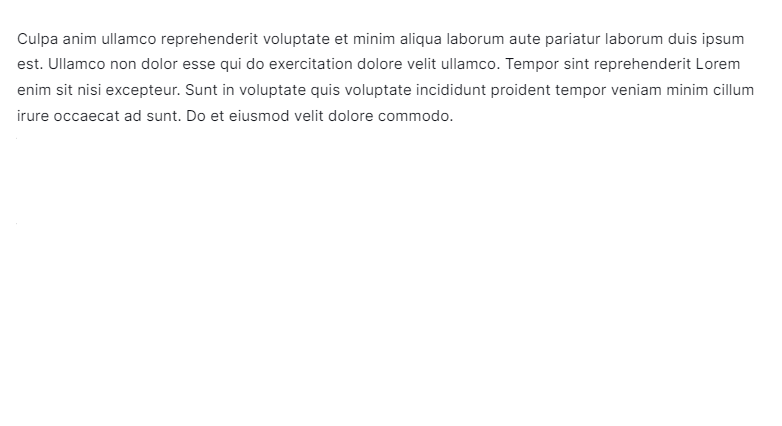 Culpa anim ullamco reprehenderit voluptate et minim aliqua laborum aute pariatur laborum duis ipsum
est. Ullamco non dolor esse qui do exercitation dolore velit ullamco. Tempor sint reprehenderit Lorem
enim sit nisi excepteur. Sunt in voluptate quis voluptate incididunt proident tempor veniam minim cillum
irure occaecat ad sunt. Do et eiusmod velit dolore commodo.